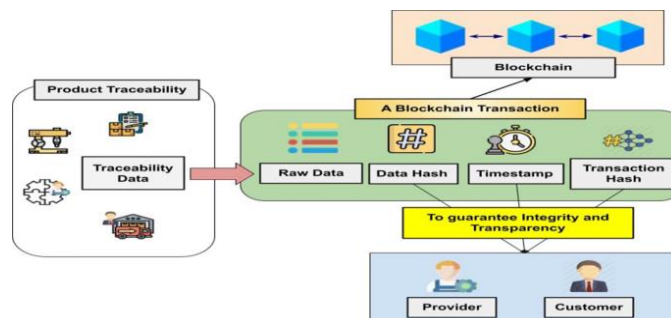 Blockchain
Product Traceability
A Blockchain Transaction
Traceability
Data
Raw Data
Data Hash
Timestamp
Transaction
Hash
To guarantee Integrity and
Transparency
Provider
Customer